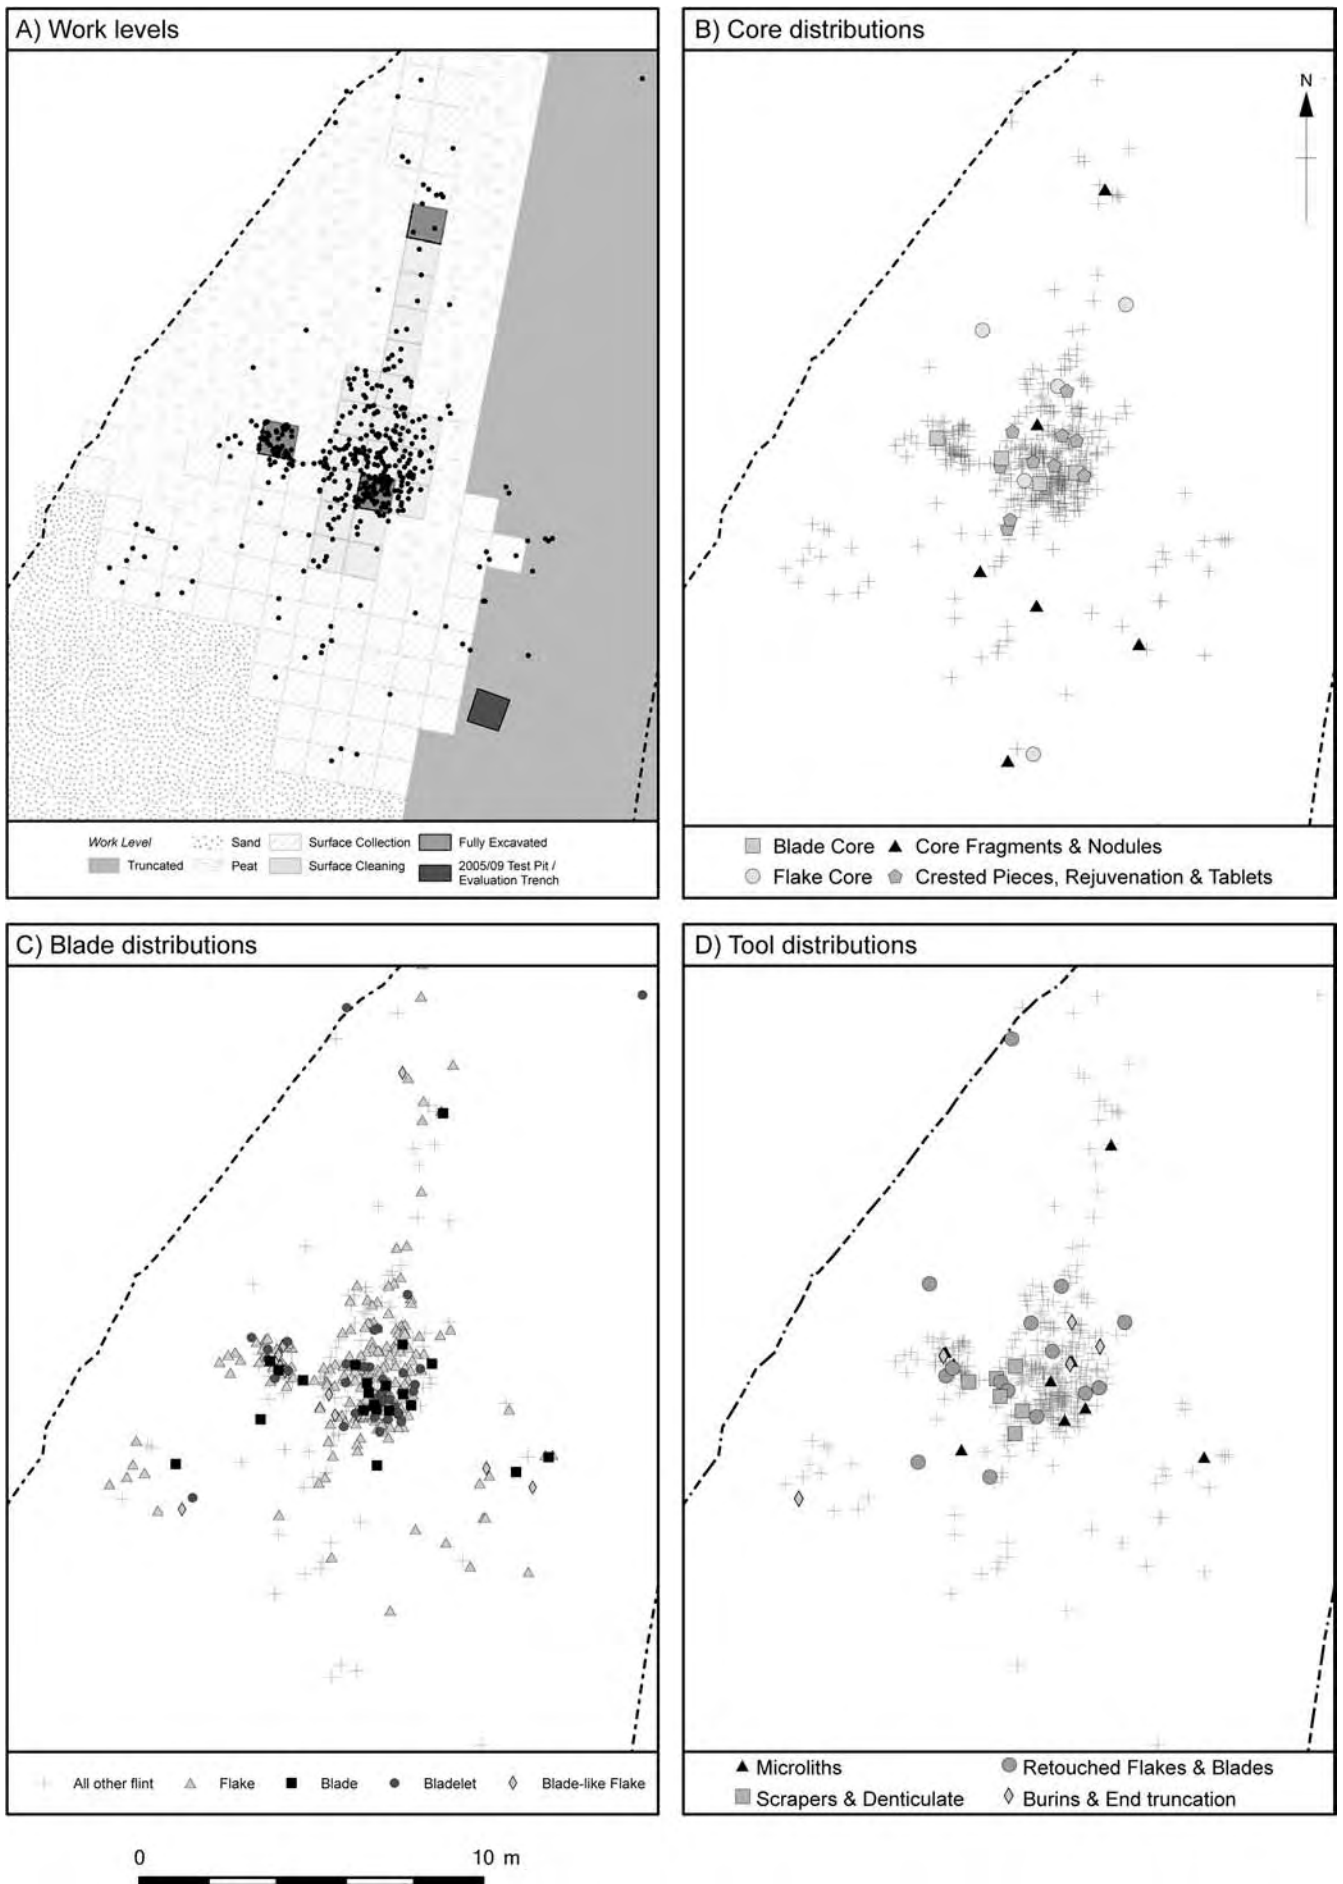 A) Work levels
B) Core distributions
N
Work Level
Sand
Surface Collection
Fully Excavated
Truncated
Peat
Surface Cleaning
2005/09 Test Pit /
Evaluation Trench
Blade Core
Core Fragments & Nodules
Flake Core
Crested Pieces, Rejuvenation & Tablets
C) Blade distributions
D) Tool distributions
All other flint
Flake
Blade
Bladelet
Blade-like Flake
Microliths
Retouched Flakes & Blades
Scrapers & Denticulate
Burins & End truncation
0
10 m